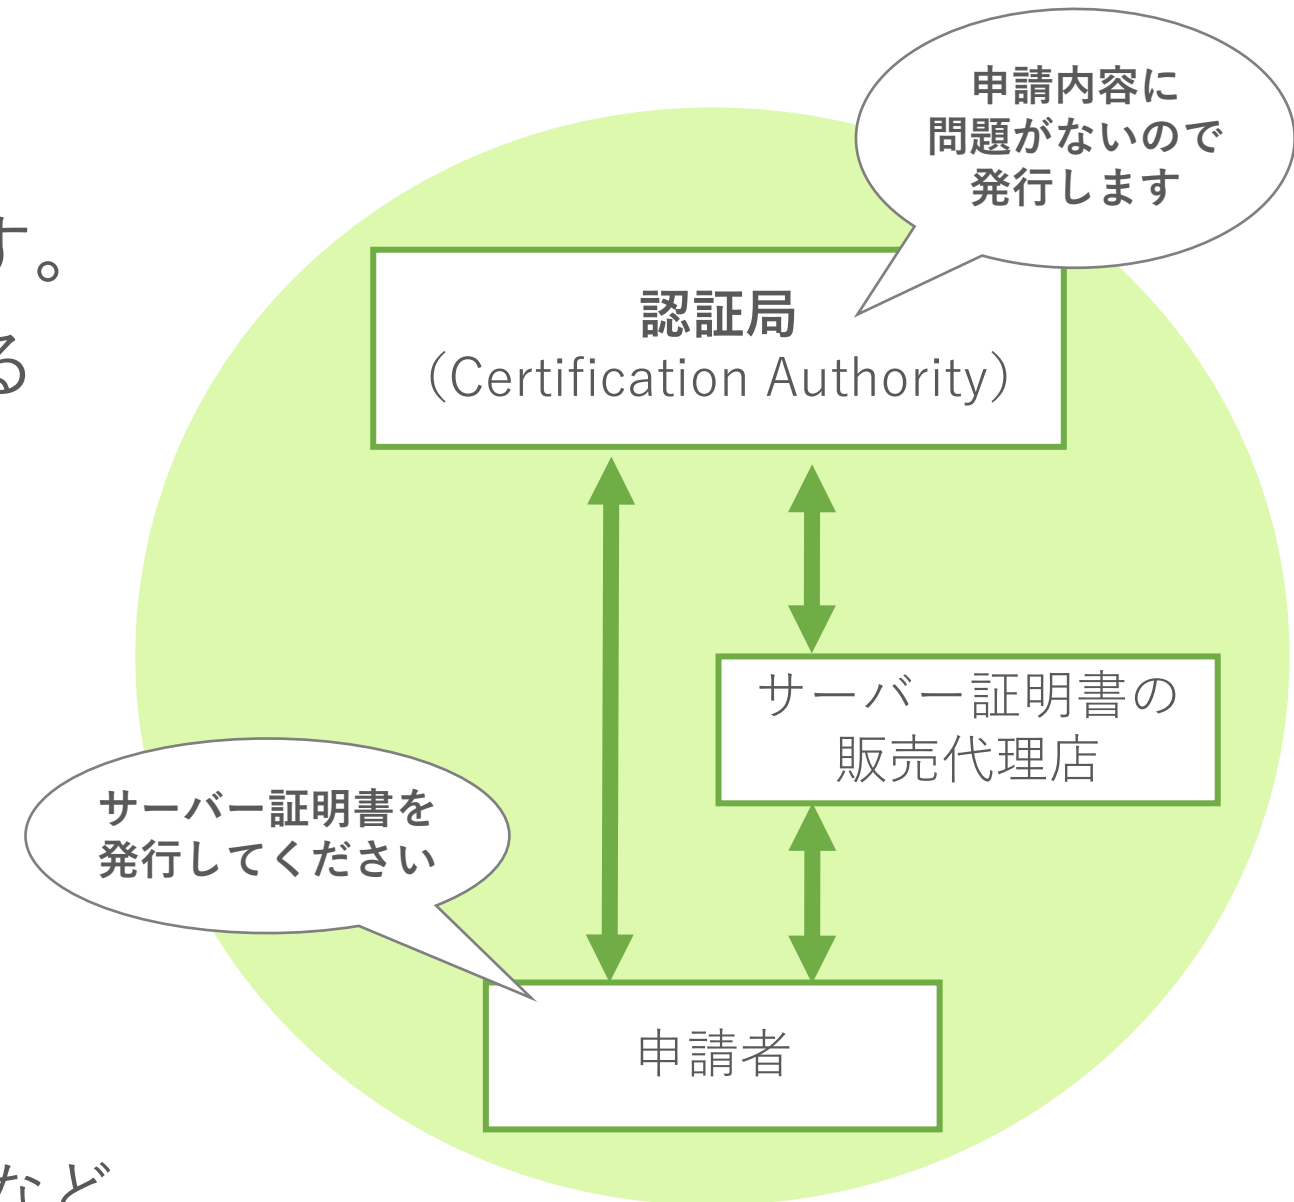 申請内容に
問題がないので
発行します
す。
る
認証局
（Certification Authority）
サーバー証明書の
販売代理店
サーバー証明書を
発行してください
申請者
など